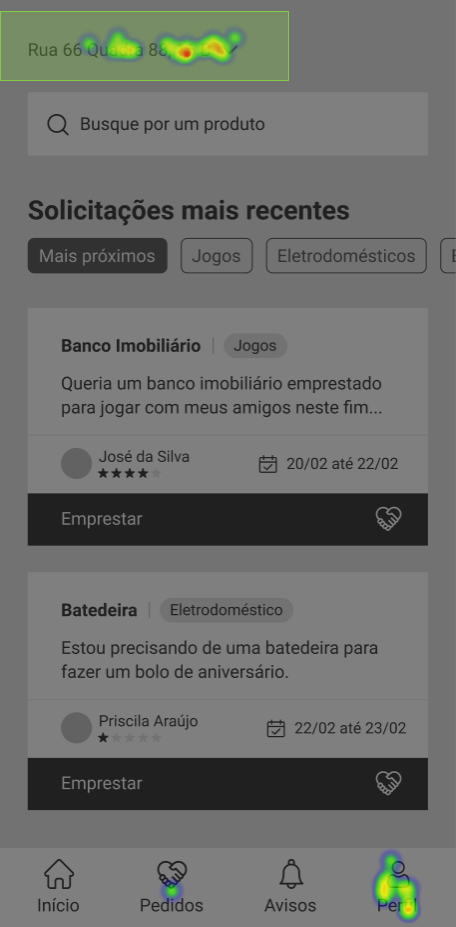 Rua 66 Quadra 88,
Busque por um produto
Solicitações mais recentes
Mais próximos Jogos Eletrodomésticos
Banco Imobiliário | Jogos
Queria um banco imobiliário emprestado
para jogar com meus amigos neste fim...
José da Silva
20/02 até 22/02
Emprestar
Batedeira | Eletrodoméstico
Estou precisando de uma batedeira para
fazer um bolo de aniversário.
Priscila Araújo
22/02 até 23/02
Emprestar
Início Pedidos Avisos Perfil